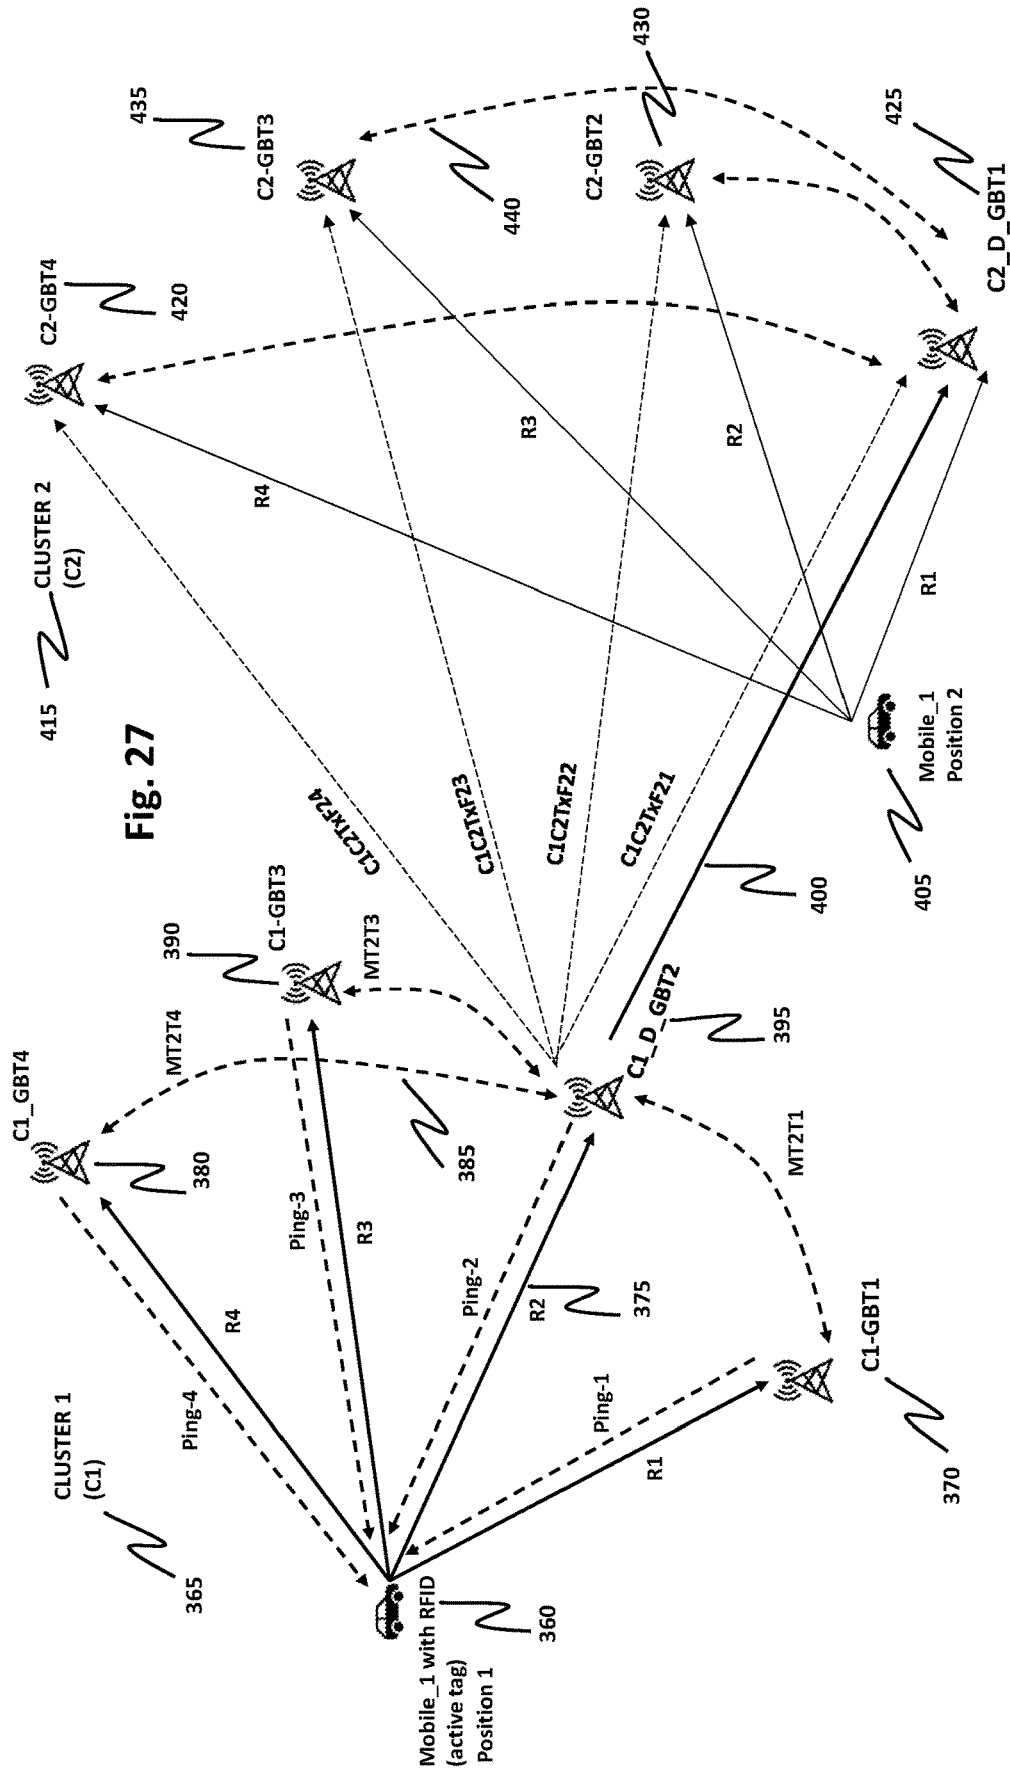 Fig. 27
CLUSTER 1
(C1)
365
Mobile_1 with RFID
(active tag)
Position 1
360
Ping-4
R4
Ping-3
R3
Ping-2
R2
375
Ping-1
R1
C1-GBT1
370
C1_GBT4
380
MT2T4
385
C1-GBT3
390
MT2T3
C1_D_GBT2
395
MT2T1
C1C2TxF24
C1C2TxF23
C1C2TxF22
C1C2TxF21
400
Mobile_1
Position 2
405
415
CLUSTER 2
(C2)
R4
R3
R2
R1
C2-GBT4
420
C2-GBT3
435
440
C2-GBT2
430
C2_D_GBT1
425